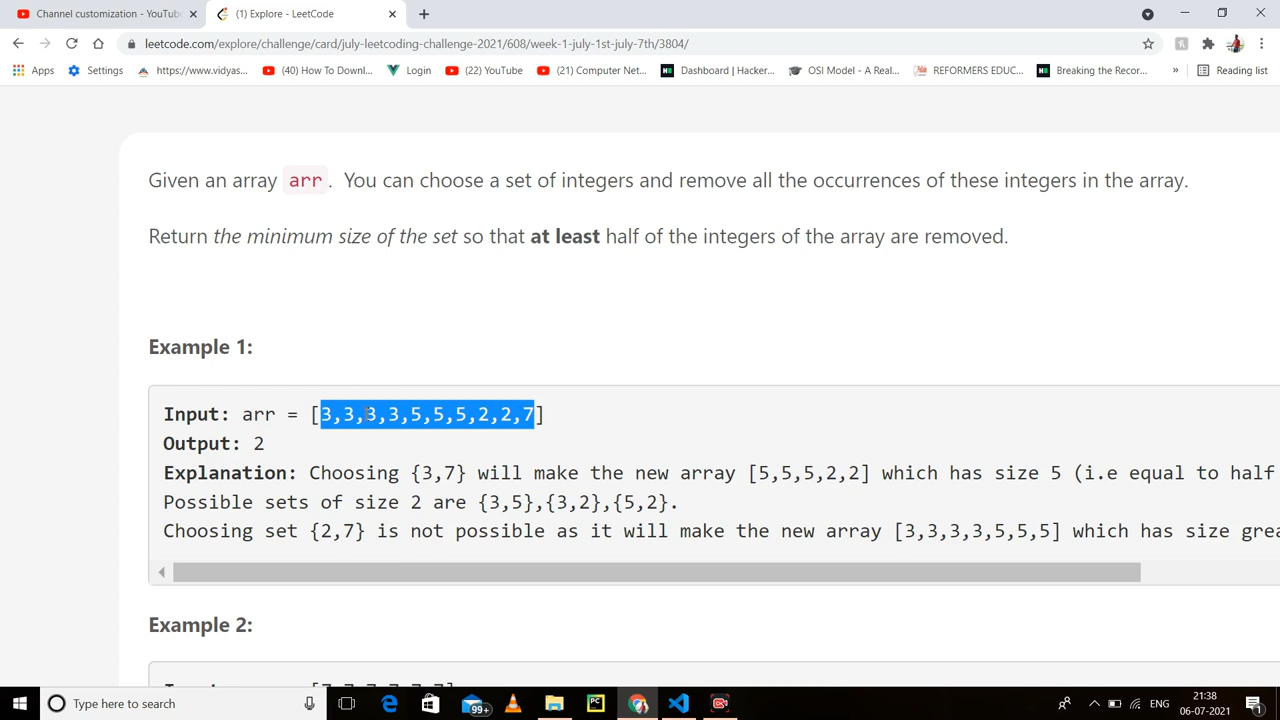 Channel customization - YouTube
(1) Explore - LeetCode
leetcode.com/explore/challenge/card/july-leetcoding-challenge-2021/608/week-1-july-1st-july-7th/3804/
Apps Settings https://www.vidyas... (40) How To Downl... Login (22) YouTube (21) Computer Net... Dashboard | Hacker... OSI Model - A Real... REFORMERS EDUC... Breaking the Recor... » Reading list
Given an array arr. You can choose a set of integers and remove all the occurrences of these integers in the array.
Return the minimum size of the set so that at least half of the integers of the array are removed.
Example 1:
Input: arr = [3,3,3,3,5,5,5,2,2,7]
Output: 2
Explanation: Choosing {3,7} will make the new array [5,5,5,2,2] which has size 5 (i.e equal to half
Possible sets of size 2 are {3,5},{3,2},{5,2}.
Choosing set {2,7} is not possible as it will make the new array [3,3,3,3,5,5,5] which has size
Example 2:
Type here to search
99+
ENG
21:38
06-07-2021
1